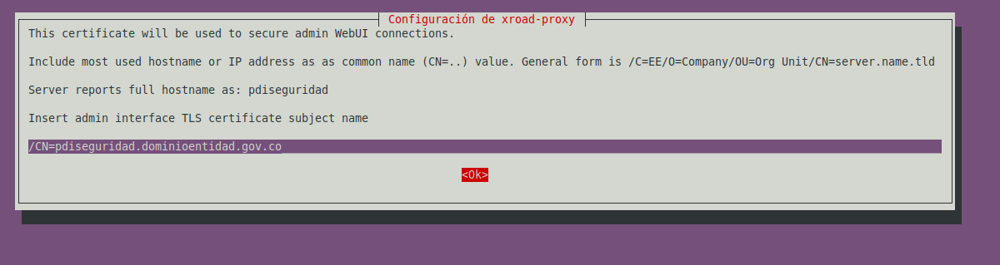 Configuración de xroad-proxy
This certificate will be used to secure admin WebUI connections.
Include most used hostname or IP address as as common name (CN=..) value. General form is /C=EE/O=Company/OU=Org Unit/CN=server.name.tld
Server reports full hostname as: pdiseguridad
Insert admin interface TLS certificate subject name
/CN=pdiseguridad.dominioentidad.gov.co
<Ok>